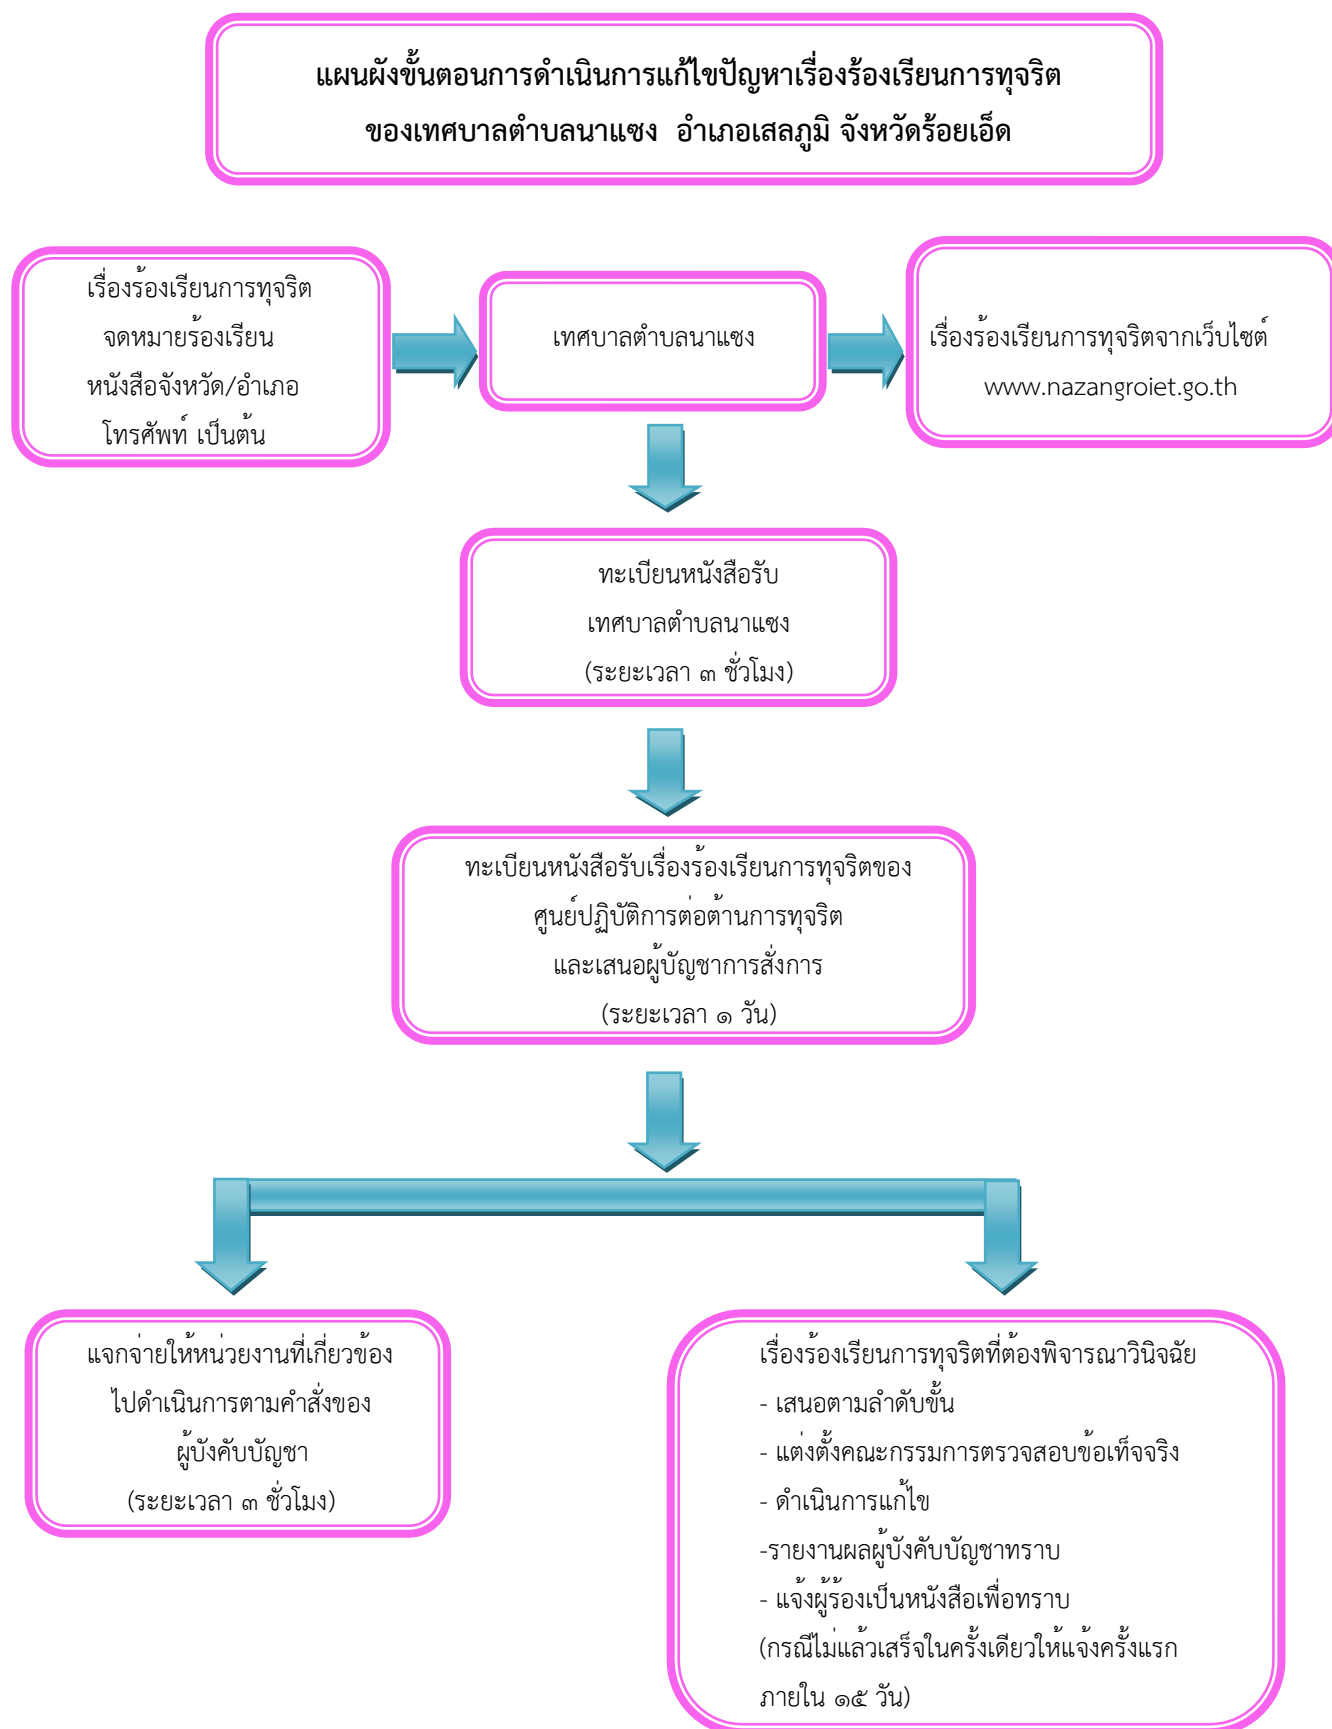 แผนผังขั้นตอนการดำเนินการแก้ไขปัญหาเรื่องร้องเรียนการทุจริต
ของเทศบาลตำบลนาแซง อำเภอเสลภูมิ จังหวัดร้อยเอ็ด
เรื่องร้องเรียนการทุจริต
จดหมายร้องเรียน
หนังสือจังหวัด/อำเภอ
โทรศัพท์ เป็นต้น
เทศบาลตำบลนาแซง
เรื่องร้องเรียนการทุจริตจากเว็บไซต์
www.nazangroiet.go.th
ทะเบียนหนังสือรับ
เทศบาลตำบลนาแซง
(ระยะเวลา ๓ ชั่วโมง)
ทะเบียนหนังสือรับเรื่องร้องเรียนการทุจริตของ
ศูนย์ปฏิบัติการต่อต้านการทุจริต
และเสนอผู้บัญชาการสั่งการ
(ระยะเวลา ๑ วัน)
แจกจ่ายให้หน่วยงานที่เกี่ยวข้อง
ไปดำเนินการตามคำสั่งของ
ผู้บังคับบัญชา
(ระยะเวลา ๓ ชั่วโมง)
เรื่องร้องเรียนการทุจริตที่ต้องพิจารณาวินิจฉัย
- เสนอตามลำดับขั้น
- แต่งตั้งคณะกรรมการตรวจสอบข้อเท็จจริง
- ดำเนินการแก้ไข
-รายงานผลผู้บังคับบัญชาทราบ
- แจ้งผู้ร้องเป็นหนังสือเพื่อทราบ
(กรณีไม่แล้วเสร็จในครั้งเดียวให้แจ้งครั้งแรก
ภายใน ๑๕ วัน)